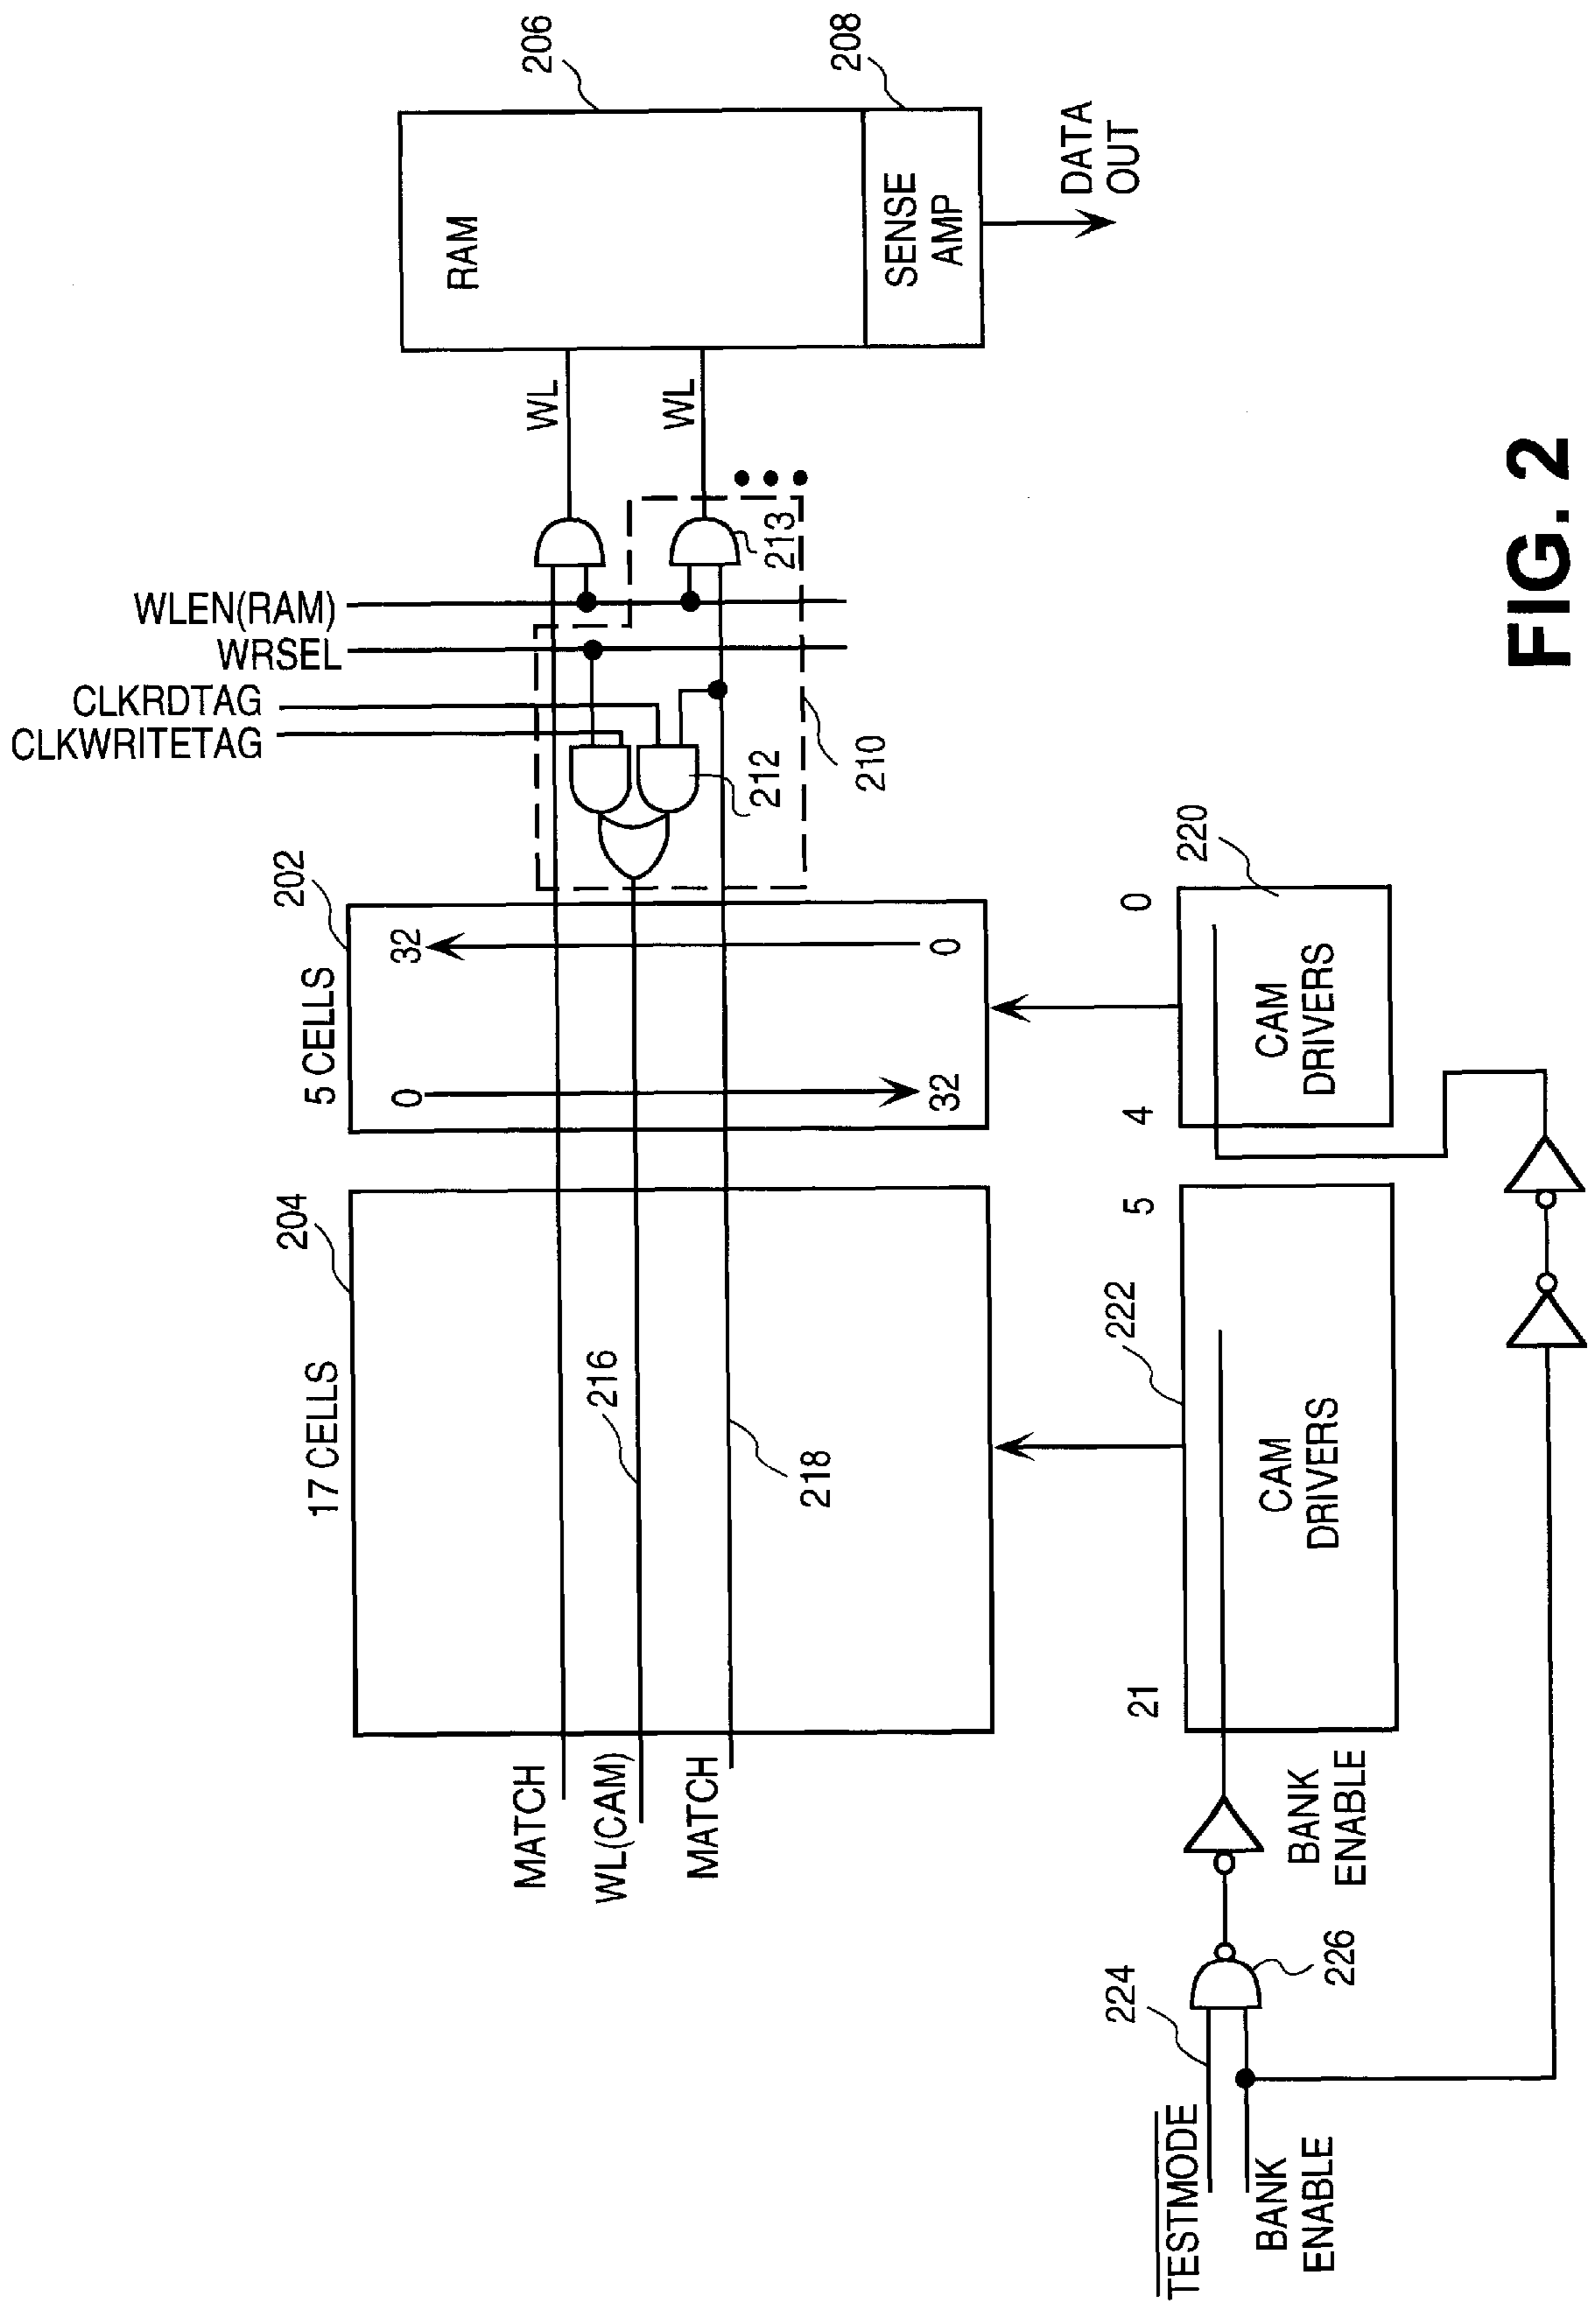 206
208
RAM
SENSE
AMP
DATA
OUT
WL
WL
213
WLEN(RAM)
WRSEL
CLKRDTAG
CLKWRITETAG
212
210
202
5 CELLS
32
0
0
32
220
0
4
CAM
DRIVERS
204
17 CELLS
216
218
222
5
21
CAM
DRIVERS
MATCH
WL(CAM)
MATCH
BANK
ENABLE
224
226
TESTMODE
BANK
ENABLE
FIG. 2